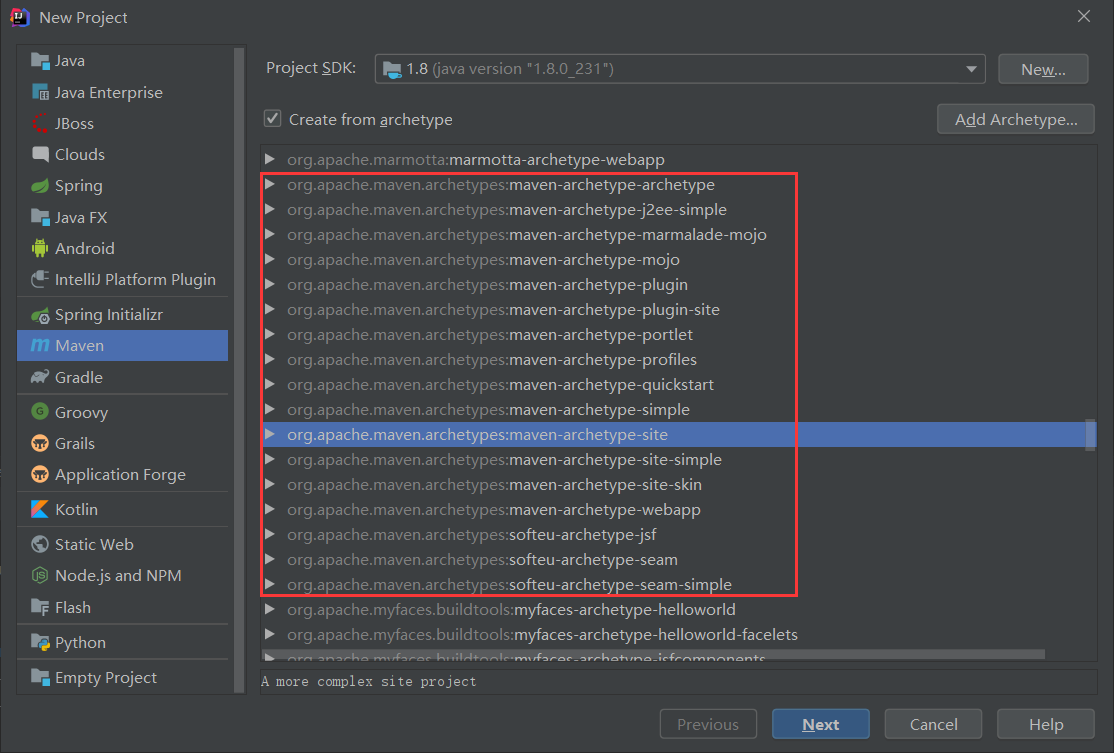 New Project
Java
Java Enterprise
JBoss
Clouds
Spring
Java FX
Android
IntelliJ Platform Plugin
Spring Initializr
Maven
Gradle
Groovy
Grails
Application Forge
Kotlin
Static Web
Node.js and NPM
Flash
Python
Empty Project
Project SDK: 1.8 (java version "1.8.0_231") New...
Create from archetype Add Archetype...
org.apache.marmotta:marmotta-archetype-webapp
org.apache.maven.archetypes:maven-archetype-archetype
org.apache.maven.archetypes:maven-archetype-j2ee-simple
org.apache.maven.archetypes:maven-archetype-marmalade-mojo
org.apache.maven.archetypes:maven-archetype-mojo
org.apache.maven.archetypes:maven-archetype-plugin
org.apache.maven.archetypes:maven-archetype-plugin-site
org.apache.maven.archetypes:maven-archetype-portlet
org.apache.maven.archetypes:maven-archetype-profiles
org.apache.maven.archetypes:maven-archetype-quickstart
org.apache.maven.archetypes:maven-archetype-simple
org.apache.maven.archetypes:maven-archetype-site
org.apache.maven.archetypes:maven-archetype-site-simple
org.apache.maven.archetypes:maven-archetype-site-skin
org.apache.maven.archetypes:maven-archetype-webapp
org.apache.maven.archetypes:softeu-archetype-jsf
org.apache.maven.archetypes:softeu-archetype-seam
org.apache.maven.archetypes:softeu-archetype-seam-simple
org.apache.myfaces.buildtools:myfaces-archetype-helloworld
org.apache.myfaces.buildtools:myfaces-archetype-helloworld-facelets
org.apache.myfaces.buildtools:myfaces-archetype-jsfcomponents
A more complex site project
Previous Next Cancel Help